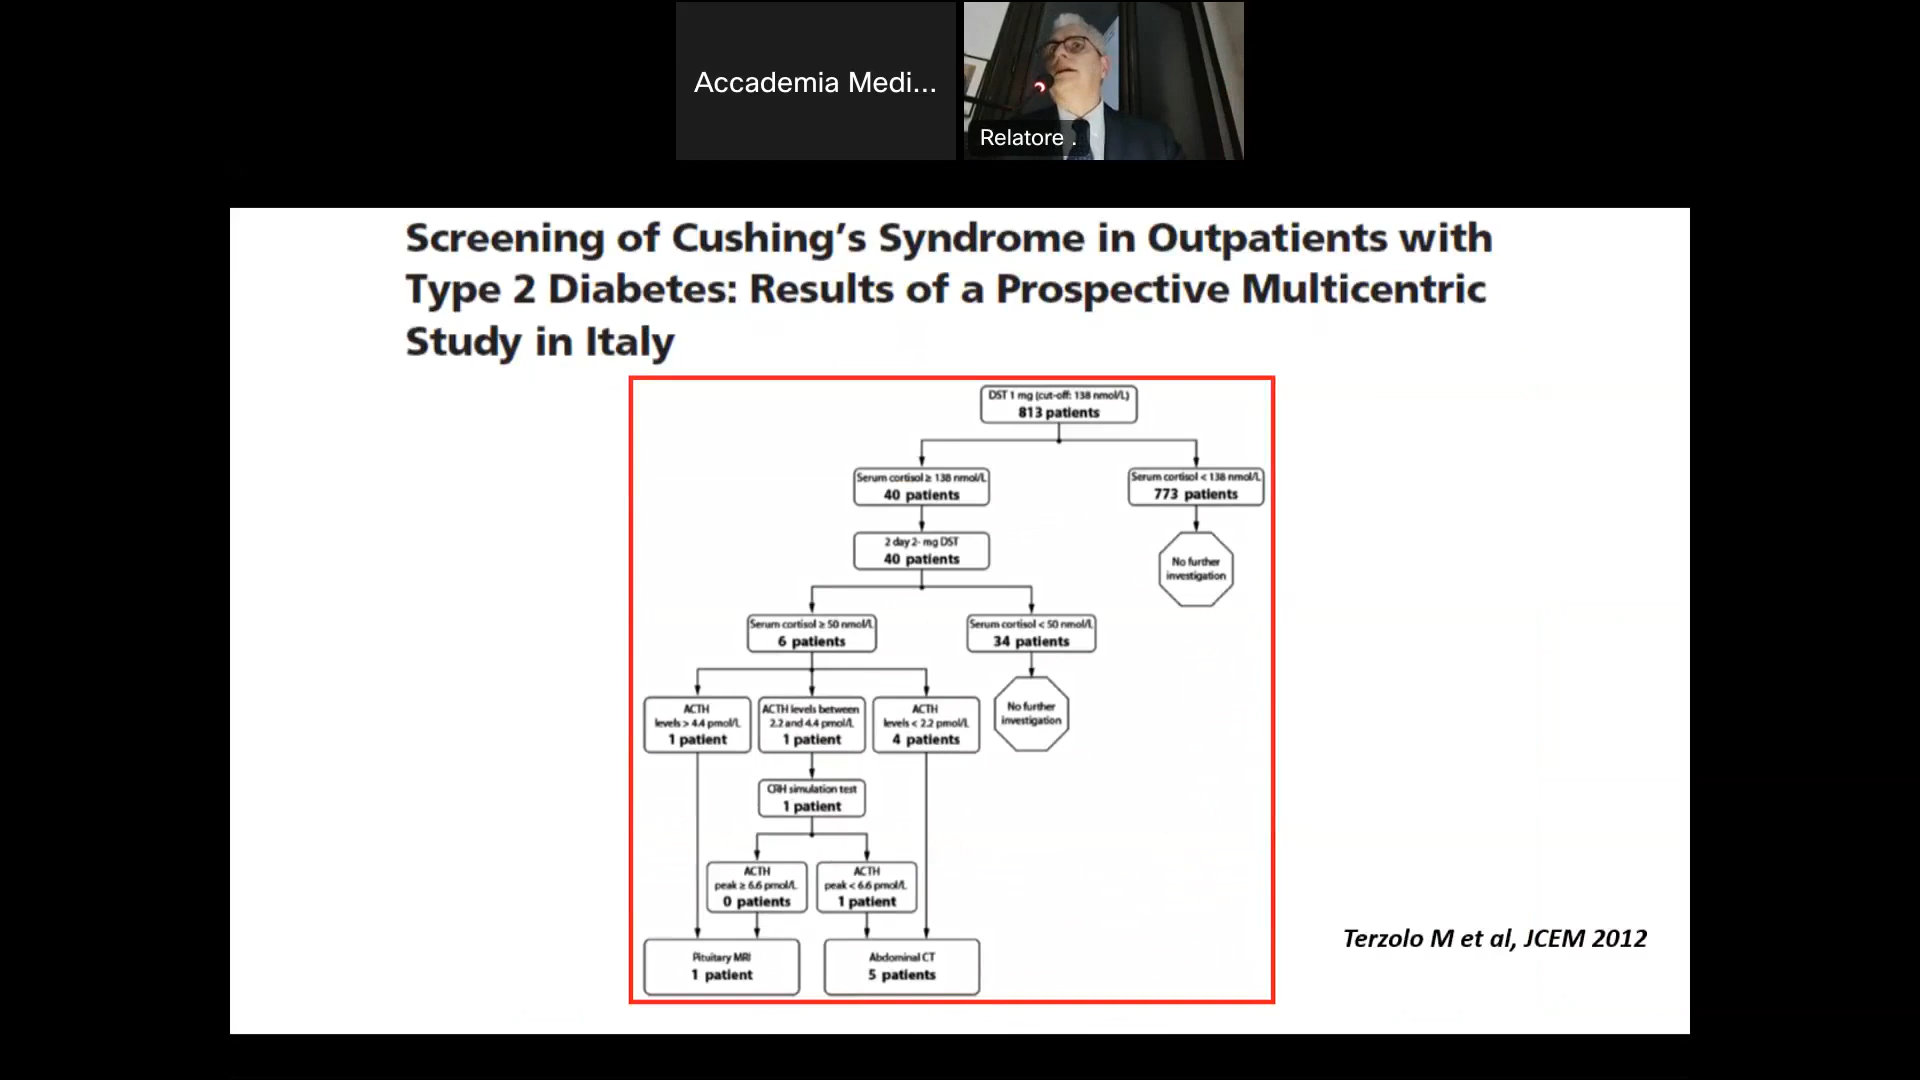 Accademia Medi...
Relatore .
Screening of Cushing's Syndrome in Outpatients with
Type 2 Diabetes: Results of a Prospective Multicentric
Study in Italy
DST 1 mg (cut-off: 138 nmol/L)
813 patients
Serum cortisol ≥ 138 nmol/L
40 patients
Serum cortisol < 138 nmol/L
773 patients
2 day 2- mg DST
40 patients
No further
investigation
Serum cortisol ≥ 50 nmol/L
6 patients
Serum cortisol < 50 nmol/L
34 patients
ACTH
levels > 4.4 pmol/L
1 patient
ACTH levels between
2.2 and 4.4 pmol/L
1 patient
ACTH
levels < 2.2 pmol/L
4 patients
No further
investigation
CRH simulation test
1 patient
ACTH
peak ≥ 6.6 pmol/L
0 patients
ACTH
peak < 6.6 pmol/L
1 patient
Pituitary MRI
1 patient
Abdominal CT
5 patients
Terzolo M et al, JCEM 2012